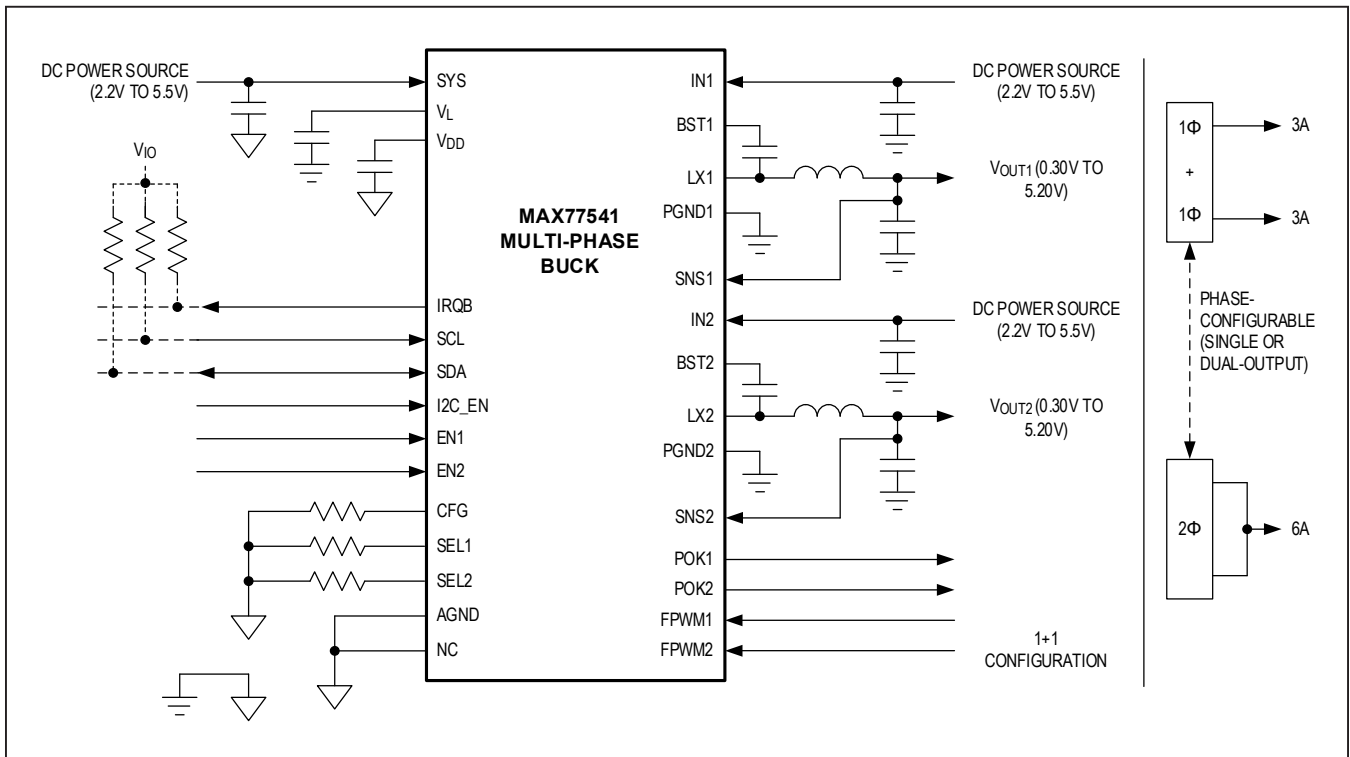 DC POWER SOURCE
(2.2V TO 5.5V)
VIO
SYS
VL
VDD
IRQB
SCL
SDA
I2C_EN
EN1
EN2
CFG
SEL1
SEL2
AGND
NC
MAX77541
MULTI-PHASE
BUCK
IN1
BST1
LX1
PGND1
SNS1
IN2
BST2
LX2
PGND2
SNS2
POK1
POK2
FPWM1
FPWM2
DC POWER SOURCE
(2.2V TO 5.5V)
VOUT1 (0.30V TO
5.20V)
DC POWER SOURCE
(2.2V TO 5.5V)
VOUT2 (0.30V TO
5.20V)
1+1
CONFIGURATION
1Φ
+
1Φ
3A
3A
PHASE-
CONFIGURABLE
(SINGLE OR
DUAL-OUTPUT)
2Φ
6A